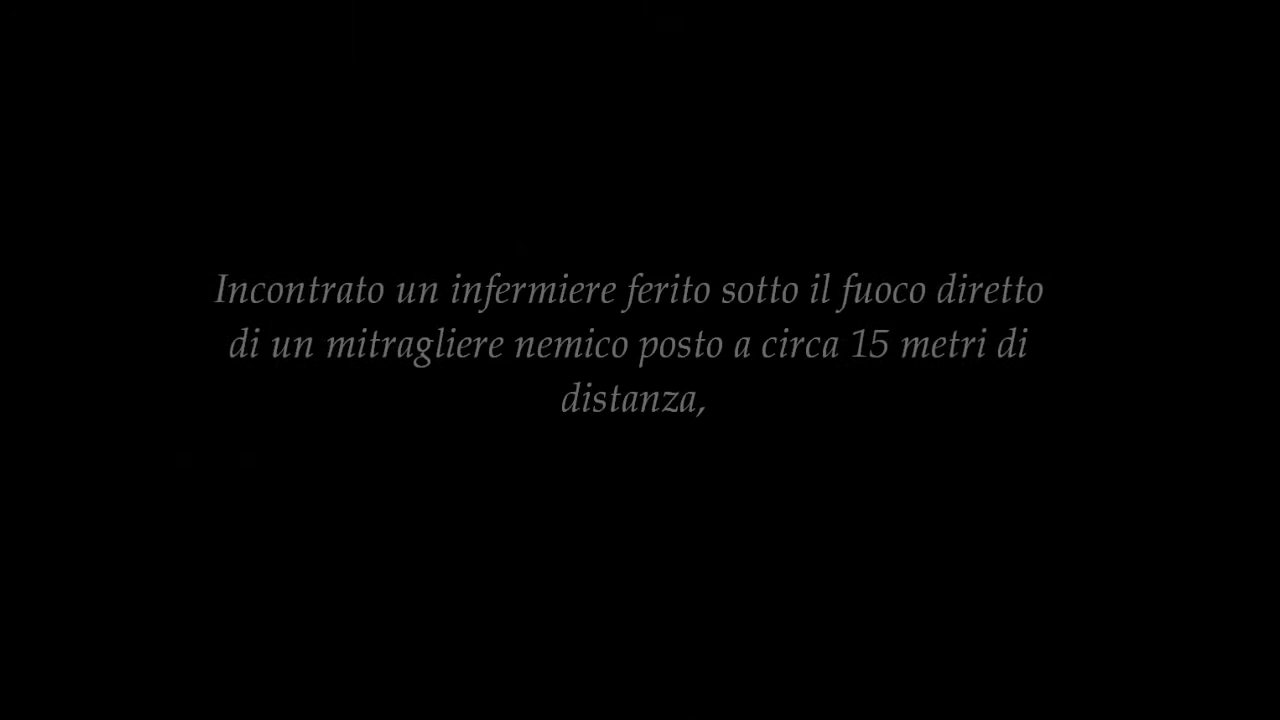 Incontrato un infermiere ferito sotto il fuoco diretto
di un mitragliere nemico posto a circa 15 metri di
distanza,